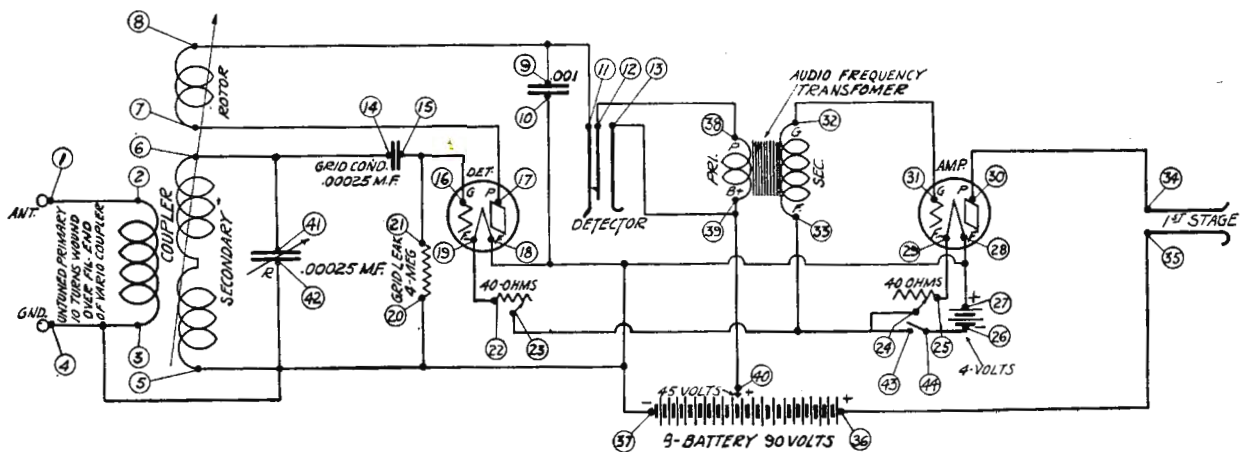 8
7
6
1
2
ANT.
GND.
4
3
5
UNTUNED PRIMARY
10 TURNS WOUND
OVER FIL. END
OF VARIO COUPLER
COUPLER
ROTOR
SECONDARY
41
R
42
.00025 M.F.
14
15
GRID COND.
.00025 M.F.
21
GRID LEAK
4-MEG
20
16
DET.
17
G
P
F
F
19
18
40-OHMS
22
23
9
.001
10
11
12
13
DETECTOR
AUDIO FREQUENCY
TRANSFOMER
38
P
PRI.
B+
39
G
32
SEC.
F.
33
31
AMP.
30
G
P
F
F
29
28
40 OHMS
24
25
43
44
+
27
-
26
4-VOLTS
34
1ST STAGE
35
45 VOLTS
+
40
-
+
37
36
B-BATTERY 90 VOLTS